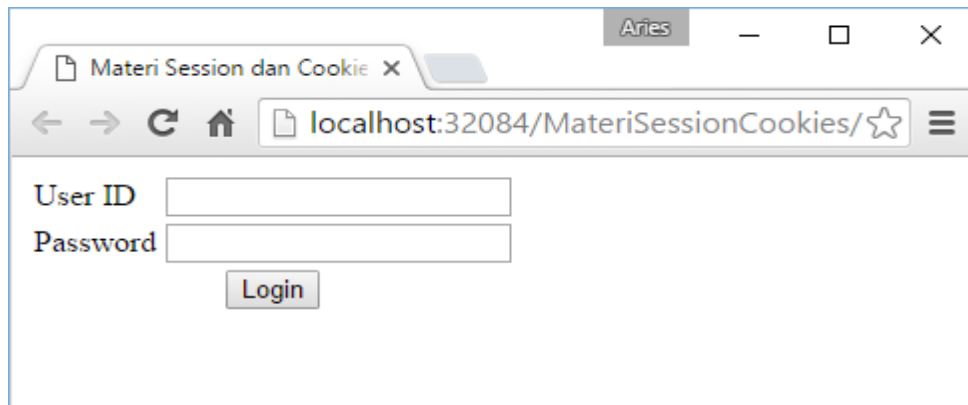 Aries
Materi Session dan Cookie
localhost:32084/MateriSessionCookies/
User ID
Password
Login